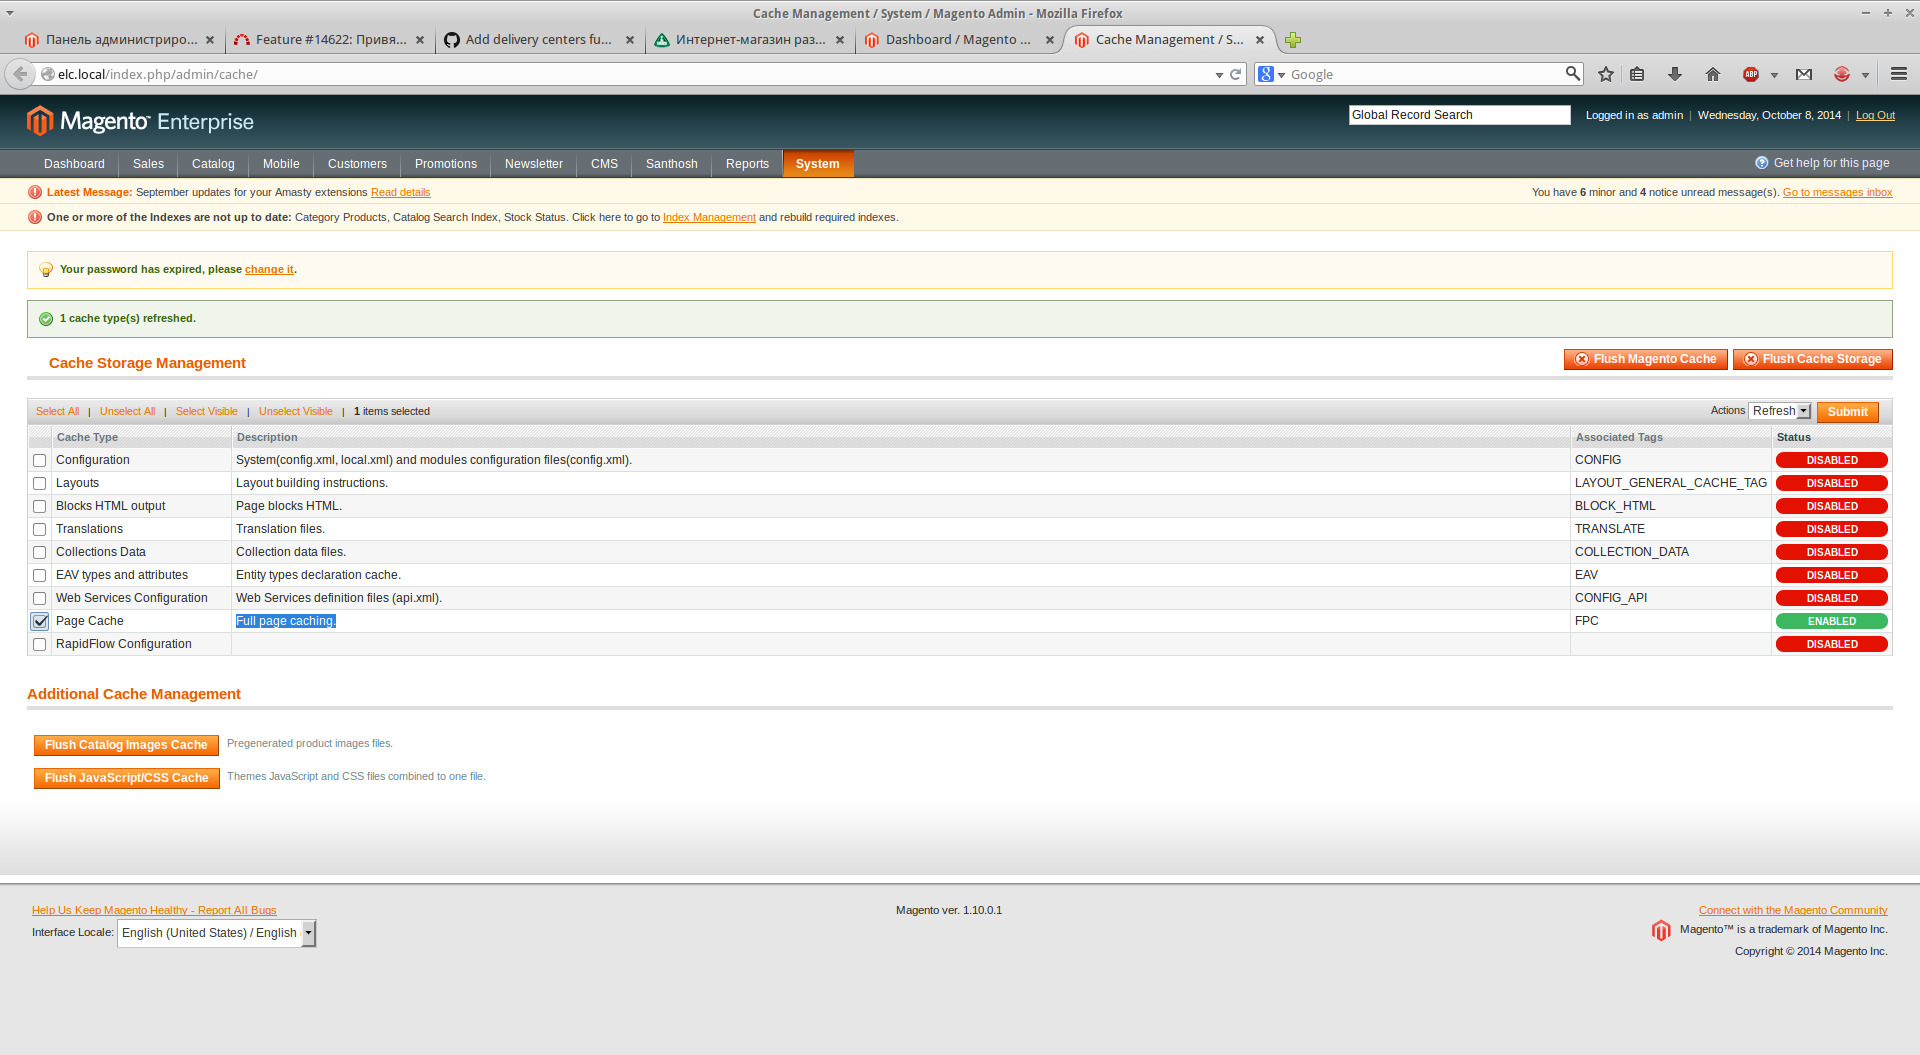 Cache Management / System / Magento Admin - Mozilla Firefox
Панель администриро... Feature #14622: Привя... Add delivery centers fu... Интернет-магазин раз... Dashboard / Magento ... Cache Management / S...
elc.local/index.php/admin/cache/ 8 Google ABP
Magento Enterprise Global Record Search Logged in as admin | Wednesday, October 8, 2014 | Log Out
Dashboard Sales Catalog Mobile Customers Promotions Newsletter CMS Santhosh Reports System Get help for this page
Latest Message: September updates for your Amasty extensions Read details You have 6 minor and 4 notice unread message(s). Go to messages inbox
One or more of the Indexes are not up to date: Category Products, Catalog Search Index, Stock Status. Click here to go to Index Management and rebuild required indexes.
Your password has expired, please change it.
1 cache type(s) refreshed.
Cache Storage Management Flush Magento Cache Flush Cache Storage
Select All | Unselect All | Select Visible | Unselect Visible | 1 items selected Actions Refresh Submit
Cache Type Description Associated Tags Status
Configuration System(config.xml, local.xml) and modules configuration files(config.xml). CONFIG DISABLED
Layouts Layout building instructions. LAYOUT_GENERAL_CACHE_TAG DISABLED
Blocks HTML output Page blocks HTML. BLOCK_HTML DISABLED
Translations Translation files. TRANSLATE DISABLED
Collections Data Collection data files. COLLECTION_DATA DISABLED
EAV types and attributes Entity types declaration cache. EAV DISABLED
Web Services Configuration Web Services definition files (api.xml). CONFIG_API DISABLED
Page Cache Full page caching. FPC ENABLED
RapidFlow Configuration DISABLED
Additional Cache Management
Flush Catalog Images Cache Pregenerated product images files.
Flush JavaScript/CSS Cache Themes JavaScript and CSS files combined to one file.
Help Us Keep Magento Healthy - Report All Bugs Magento ver. 1.10.0.1 Connect with the Magento Community
Interface Locale: English (United States) / English Magento™ is a trademark of Magento Inc.
Copyright © 2014 Magento Inc.